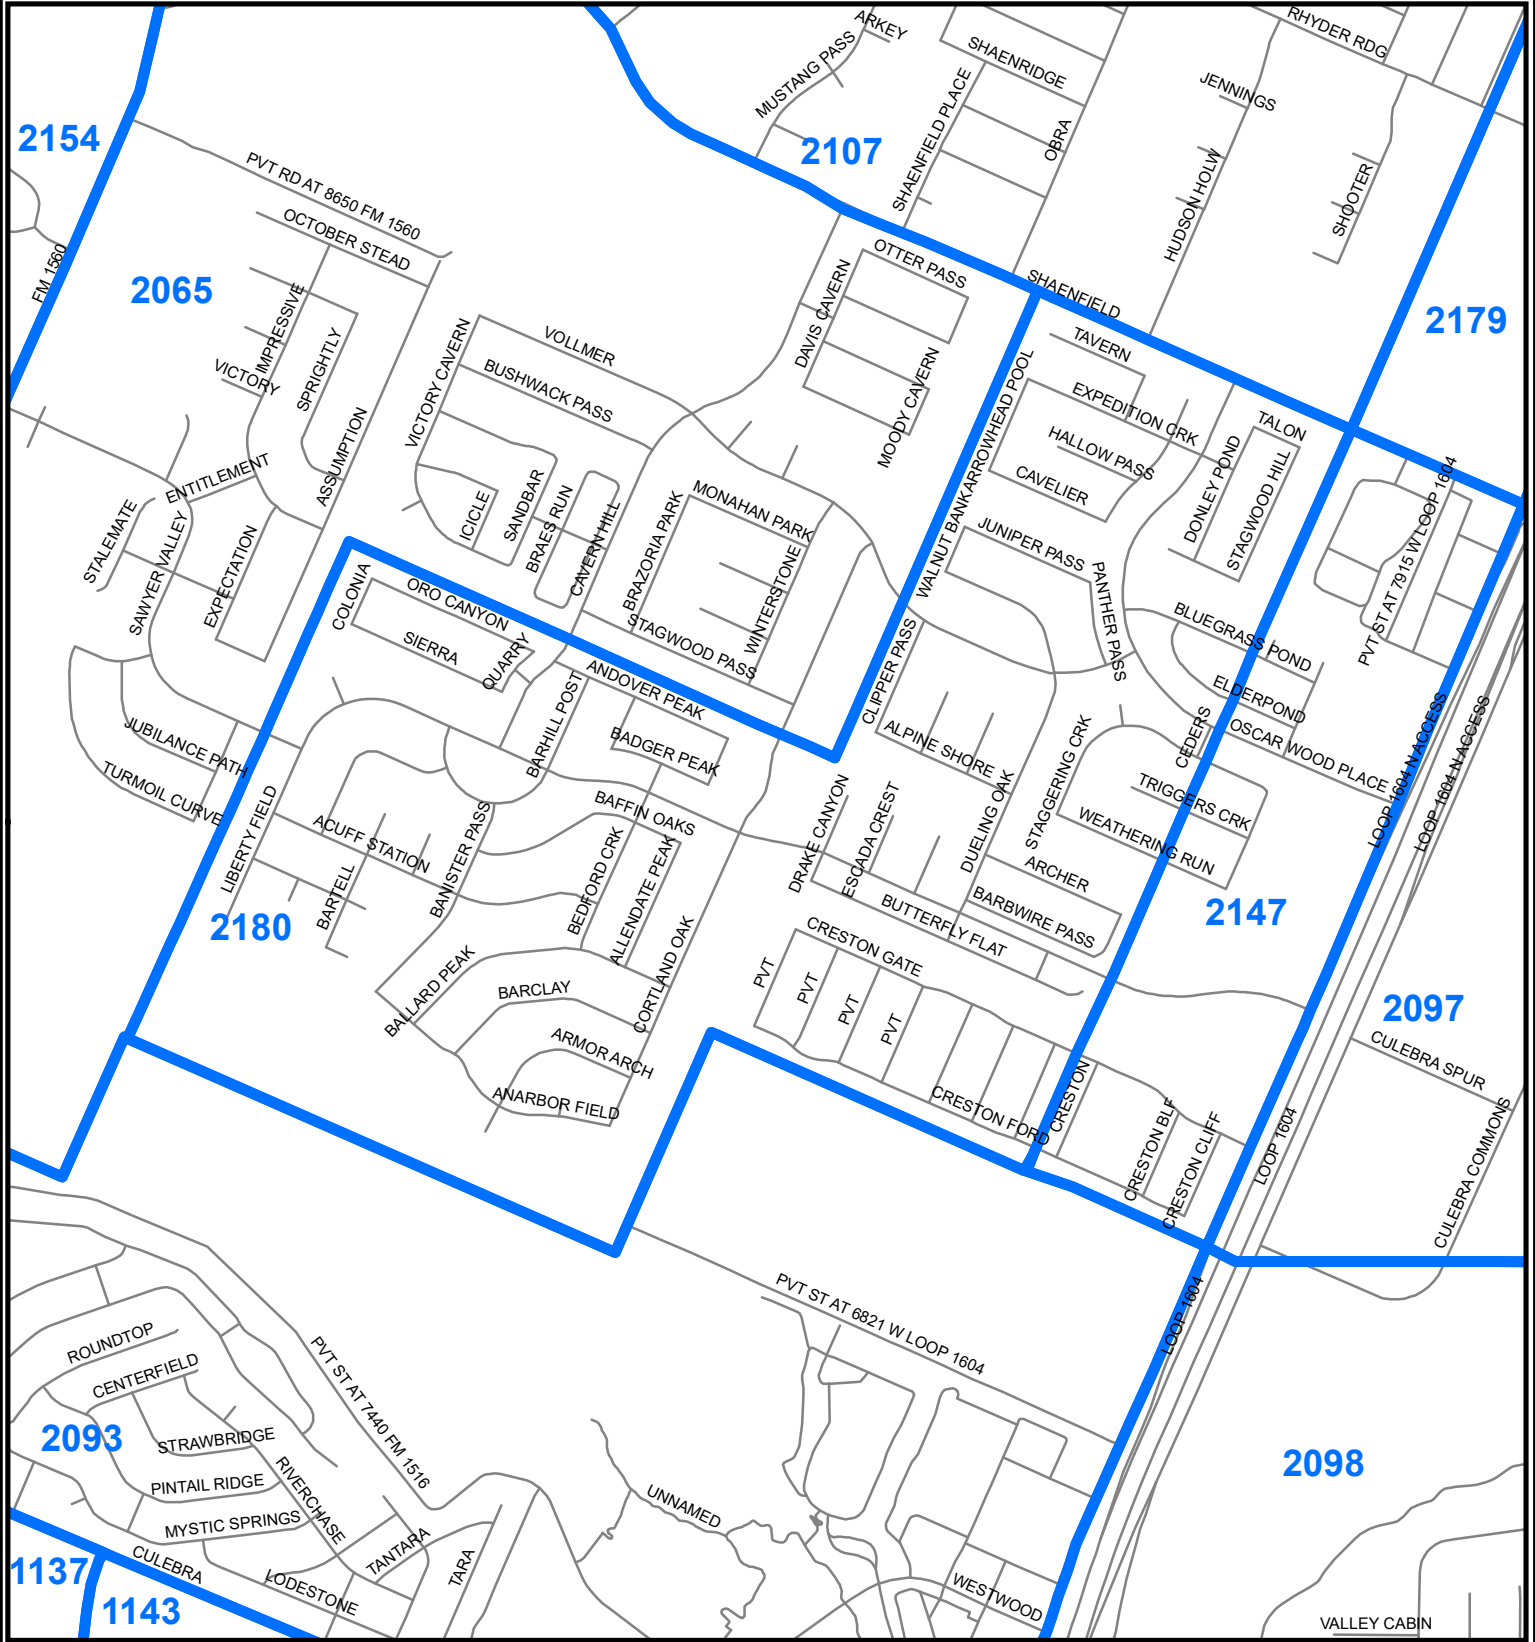 ARKEY
RHYDER RDG
MUSTANG PASS
SHAENRIDGE
JENNINGS
2154
2107
SHAENFIELD PLACE
OBRA
HUDSON HOLW
SHOOTER
PVT RD AT 8650 FM 1560
OCTOBER STEAD
FM 1560
2065
OTTER PASS
SHAENFIELD
2179
IMPRESSIVE
SPRIGHTLY
VICTORY
VICTORY CAVERN
VOLLMER
BUSHWACK PASS
DAVIS CAVERN
MOODY CAVERN
TAVERN
ARROWHEAD POOL
WALNUT BANK
EXPEDITION CRK
HALLOW PASS
CAVELIER
TALON
DONLEY POND
STAGWOOD HILL
ASSUMPTION
ENTITLEMENT
STALEMATE
SAWYER VALLEY
EXPECTATION
ICICLE
SANDBAR
BRAES RUN
CAVERN HILL
BRAZORIA PARK
MONAHAN PARK
WINTERSTONE
STAGWOOD PASS
JUNIPER PASS
PANTHER PASS
PVT ST AT 7915 W LOOP 1604
BLUEGRASS POND
ELDERPOND
OSCAR WOOD PLACE
COLONIA
ORO CANYON
SIERRA
QUARRY
ANDOVER PEAK
BARHILL POST
BADGER PEAK
CLIPPER PASS
ALPINE SHORE
STAGGERING CRK
CEDERS
LOOP 1604 N ACCESS
LOOP 1604 N ACCESS
JUBILANCE PATH
TURMOIL CURVE
LIBERTY FIELD
ACUFF STATION
BARTELL
BANISTER PASS
BAFFIN OAKS
BEDFORD CRK
ALLENDATE PEAK
DRAKE CANYON
ESCADA CREST
DUELING OAK
TRIGGERS CRK
WEATHERING RUN
ARCHER
BARBWIRE PASS
BUTTERFLY FLAT
2180
2147
CORTLAND OAK
CRESTON GATE
PVT
PVT
PVT
PVT
BALLARD PEAK
BARCLAY
ARMOR ARCH
ANARBOR FIELD
2097
CULEBRA SPUR
CRESTON FORD
CRESTON
CRESTON BLF
CRESTON CLIFF
LOOP 1604
CULEBRA COMMONS
PVT ST AT 6821 W LOOP 1604
LOOP 1604
ROUNDTOP
CENTERFIELD
PVT ST AT 7440 FM 1516
2093
STRAWBRIDGE
PINTAIL RIDGE
MYSTIC SPRINGS
RIVERCHASE
UNNAMED
2098
CULEBRA
TANTARA
TARA
LODESTONE
1137
1143
WESTWOOD
VALLEY CABIN